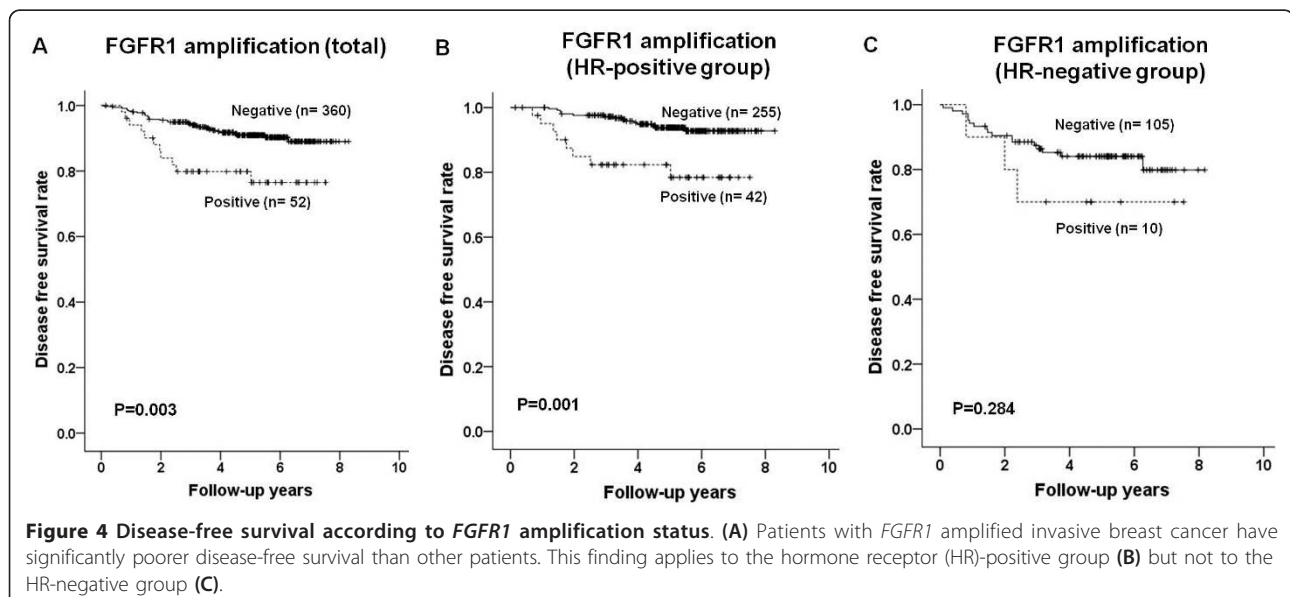 A
FGFR1 amplification (total)
Disease free survival rate
1.0
0.8
0.6
0.4
0.2
0.0
Negative (n= 360)
Positive (n= 52)
P=0.003
0 2 4 6 8 10
Follow-up years
B
FGFR1 amplification
(HR-positive group)
Disease free survival rate
1.0
0.8
0.6
0.4
0.2
0.0
Negative (n= 255)
Positive (n= 42)
P=0.001
0 2 4 6 8 10
Follow-up years
C
FGFR1 amplification
(HR-negative group)
Disease free survival rate
1.0
0.8
0.6
0.4
0.2
0.0
Negative (n= 105)
Positive (n= 10)
P=0.284
0 2 4 6 8 10
Follow-up years
Figure 4 Disease-free survival according to FGFR1 amplification status. (A) Patients with FGFR1 amplified invasive breast cancer have
significantly poorer disease-free survival than other patients. This finding applies to the hormone receptor (HR)-positive group (B) but not to the
HR-negative group (C).